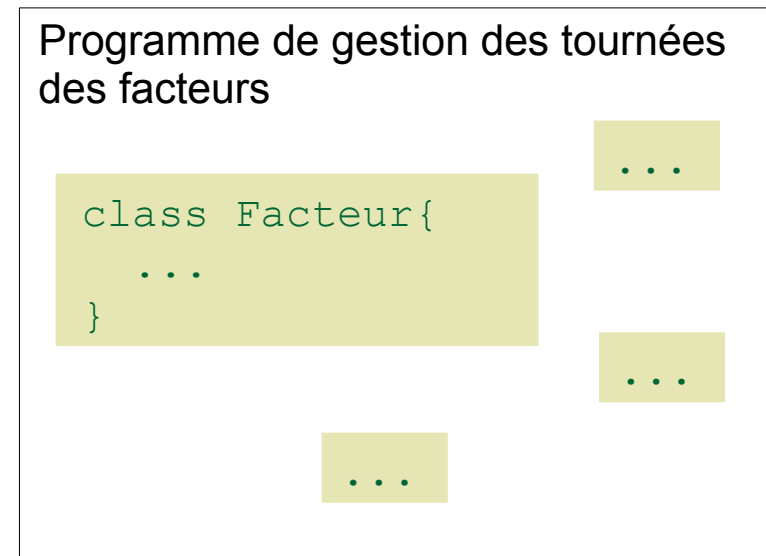 Programme de gestion des tournées
des facteurs
...
class Facteur{
...
}
...
...